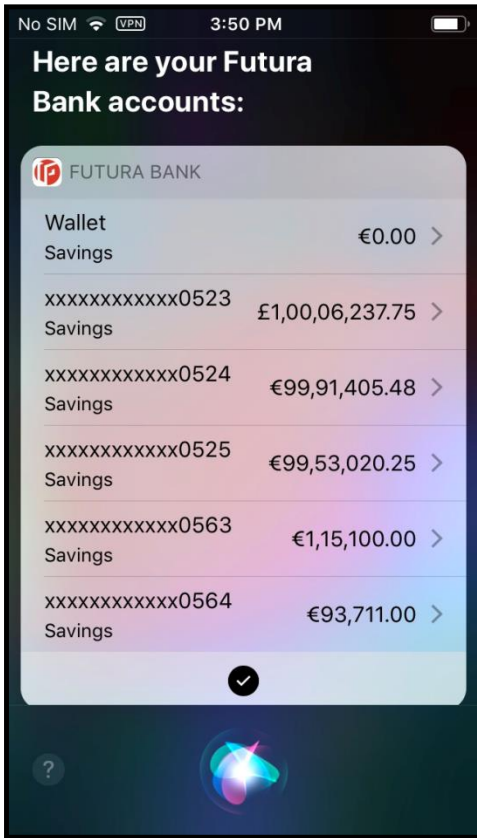 No SIM VPN 3:50 PM
Here are your Futura
Bank accounts:
FUTURA BANK
Wallet
Savings
€0.00
xxxxxxxxxxxx0523
Savings
£1,00,06,237.75
xxxxxxxxxxxx0524
Savings
€99,91,405.48
xxxxxxxxxxxx0525
Savings
€99,53,020.25
xxxxxxxxxxxx0563
Savings
€1,15,100.00
xxxxxxxxxxxx0564
Savings
€93,711.00
?